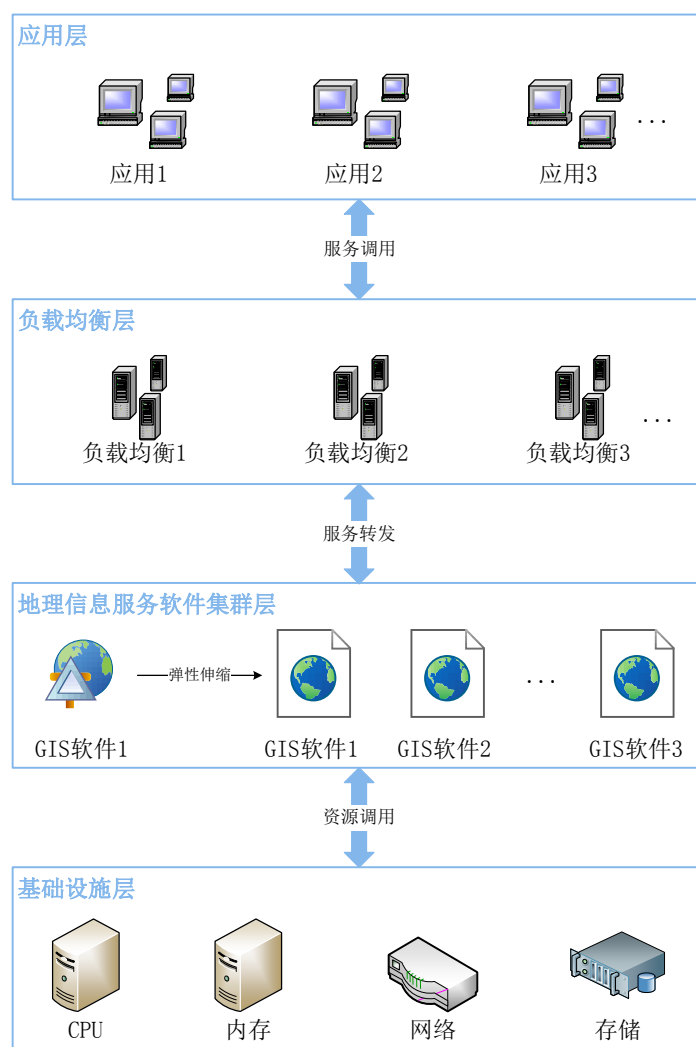 应用层
...
应用1 应用2 应用3
服务调用
负载均衡层
...
负载均衡1 负载均衡2 负载均衡3
服务转发
地理信息服务软件集群层
弹性伸缩 ...
GIS软件1 GIS软件1 GIS软件2 GIS软件3
资源调用
基础设施层
CPU 内存 网络 存储